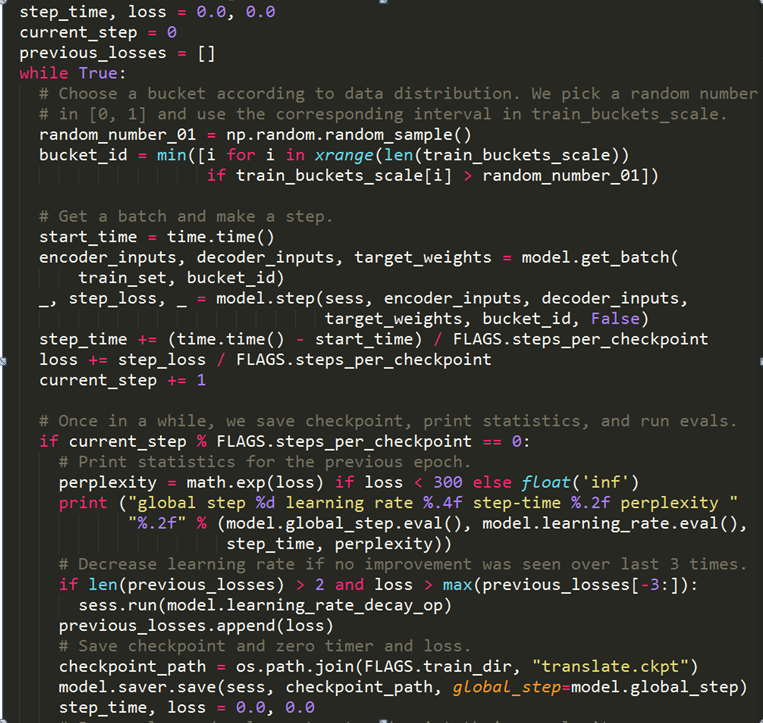 step_time, loss = 0.0, 0.0
current_step = 0
previous_losses = []
while True:
  # Choose a bucket according to data distribution. We pick a random number
  # in [0, 1] and use the corresponding interval in train_buckets_scale.
  random_number_01 = np.random.random_sample()
  bucket_id = min([i for i in xrange(len(train_buckets_scale))
                   if train_buckets_scale[i] > random_number_01])

  # Get a batch and make a step.
  start_time = time.time()
  encoder_inputs, decoder_inputs, target_weights = model.get_batch(
      train_set, bucket_id)
  _, step_loss, _ = model.step(sess, encoder_inputs, decoder_inputs,
                               target_weights, bucket_id, False)
  step_time += (time.time() - start_time) / FLAGS.steps_per_checkpoint
  loss += step_loss / FLAGS.steps_per_checkpoint
  current_step += 1

  # Once in a while, we save checkpoint, print statistics, and run evals.
  if current_step % FLAGS.steps_per_checkpoint == 0:
    # Print statistics for the previous epoch.
    perplexity = math.exp(loss) if loss < 300 else float('inf')
    print ("global step %d learning rate %.4f step-time %.2f perplexity "
           "%.2f" % (model.global_step.eval(), model.learning_rate.eval(),
                     step_time, perplexity))
    # Decrease learning rate if no improvement was seen over last 3 times.
    if len(previous_losses) > 2 and loss > max(previous_losses[-3:]):
      sess.run(model.learning_rate_decay_op)
    previous_losses.append(loss)
    # Save checkpoint and zero timer and loss.
    checkpoint_path = os.path.join(FLAGS.train_dir, "translate.ckpt")
    model.saver.save(sess, checkpoint_path, global_step=model.global_step)
    step_time, loss = 0.0, 0.0